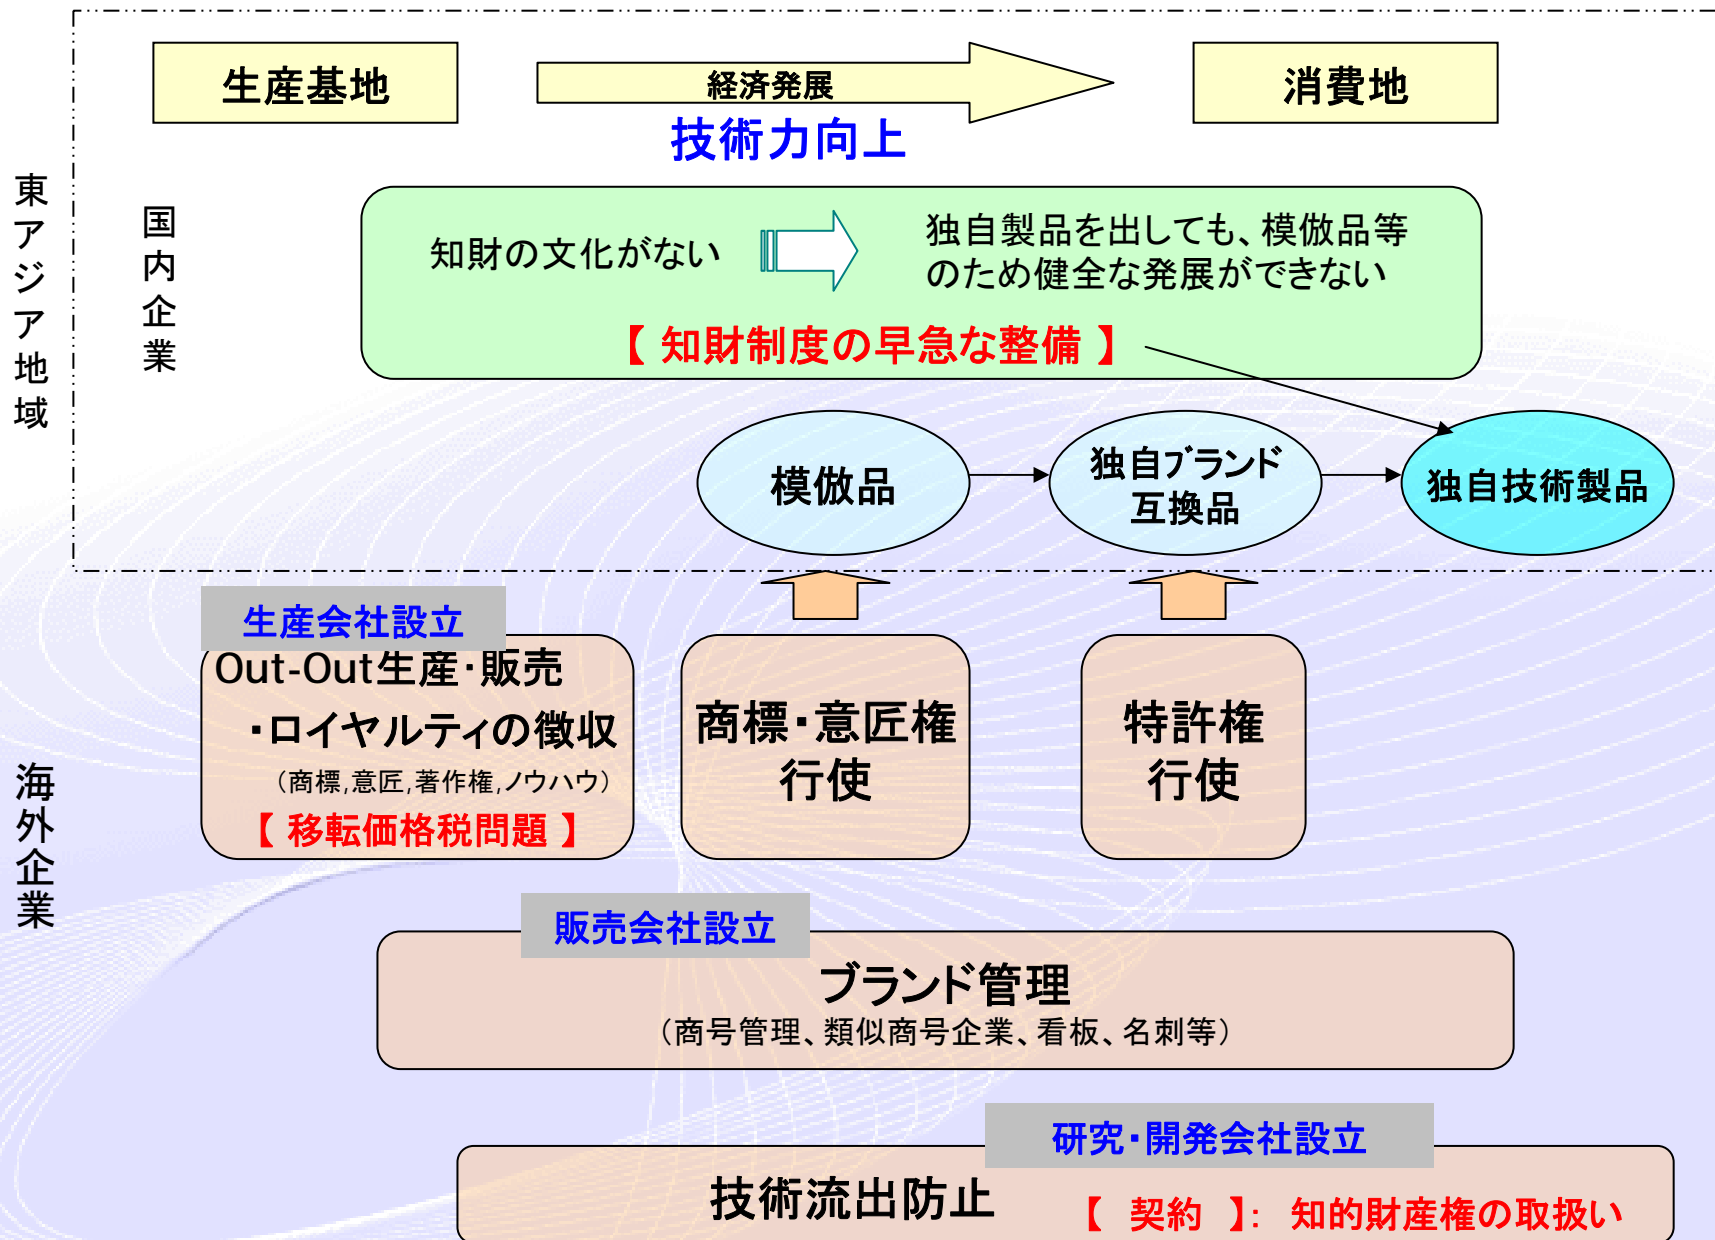 生産基地
経済発展
消費地
技術力向上
東アジア地域
国内企業
知財の文化がない
独自製品を出しても、模倣品等
のため健全な発展ができない
【 知財制度の早急な整備 】
模倣品
独自ブランド
互換品
独自技術製品
海外企業
生産会社設立
Out-Out生産・販売
・ロイヤルティの徴収
（商標,意匠,著作権,ノウハウ）
【 移転価格税問題 】
商標・意匠権
行使
特許権
行使
販売会社設立
ブランド管理
（商号管理、類似商号企業、看板、名刺等）
研究・開発会社設立
技術流出防止
【 契約 】： 知的財産権の取扱い